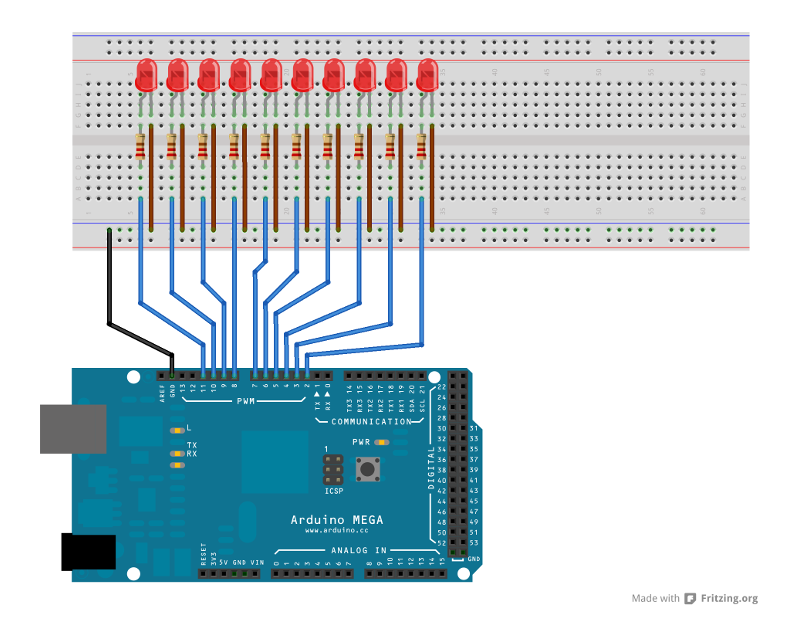 AREF GND 13 12 11 10 9 8 7 6 5 4 3 2 1 0
TX RX
PWM
TX3 14 RX3 15 TX2 16 RX2 17 TX1 18 RX1 19 SDA 20 SCL 21
COMMUNICATION
L
TX
RX
PWR
1
ICSP
DIGITAL
22
24
26
28
30 31
32 33
34 35
36 37
38 39
40 41
42 43
44 45
46 47
48 49
50 51
52 53
GND
Arduino MEGA
www.arduino.cc
RESET 3V3 5V GND VIN
ANALOG IN
0 1 2 3 4 5 6 7 8 9 10 11 12 13 14 15
Made with Fritzing.org